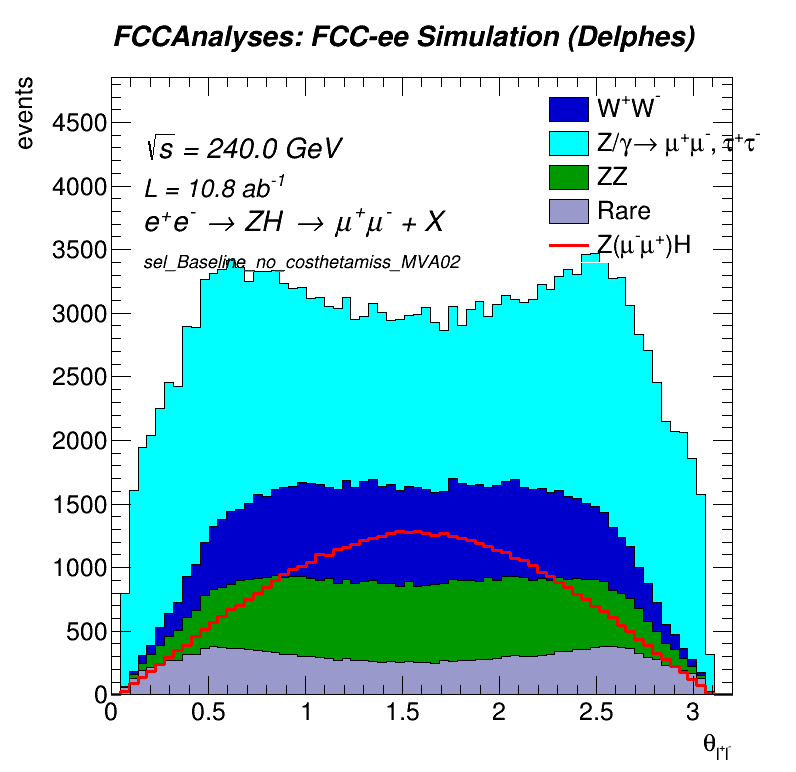 FCCAnalyses: FCC-ee Simulation (Delphes)
events
√s = 240.0 GeV
L = 10.8 ab⁻¹
e⁺e⁻ → ZH → μ⁺μ⁻ + X
sel_Baseline_no_costhetamiss_MVA02
W⁺W⁻
Z/γ→ μ⁺μ⁻, τ⁺τ⁻
ZZ
Rare
Z(μ⁻μ⁺)H
4500
4000
3500
3000
2500
2000
1500
1000
500
0
0 0.5 1 1.5 2 2.5 3
θ_{l⁺l⁻}